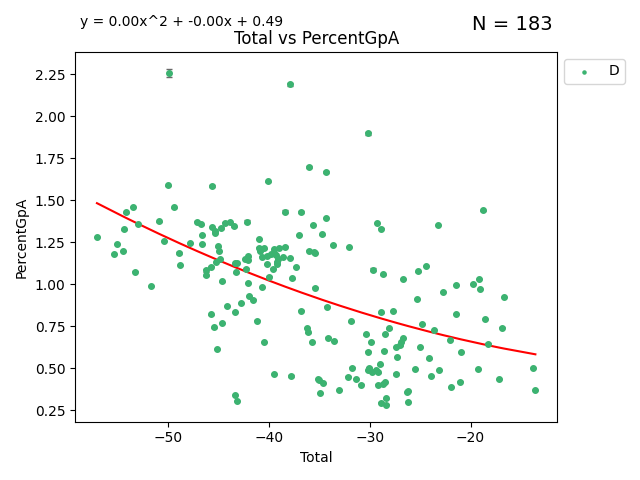 y = 0.00x^2 + -0.00x + 0.49
N = 183
Total vs PercentGpA
D
PercentGpA
2.25
2.00
1.75
1.50
1.25
1.00
0.75
0.50
0.25
−50
−40
−30
−20
Total